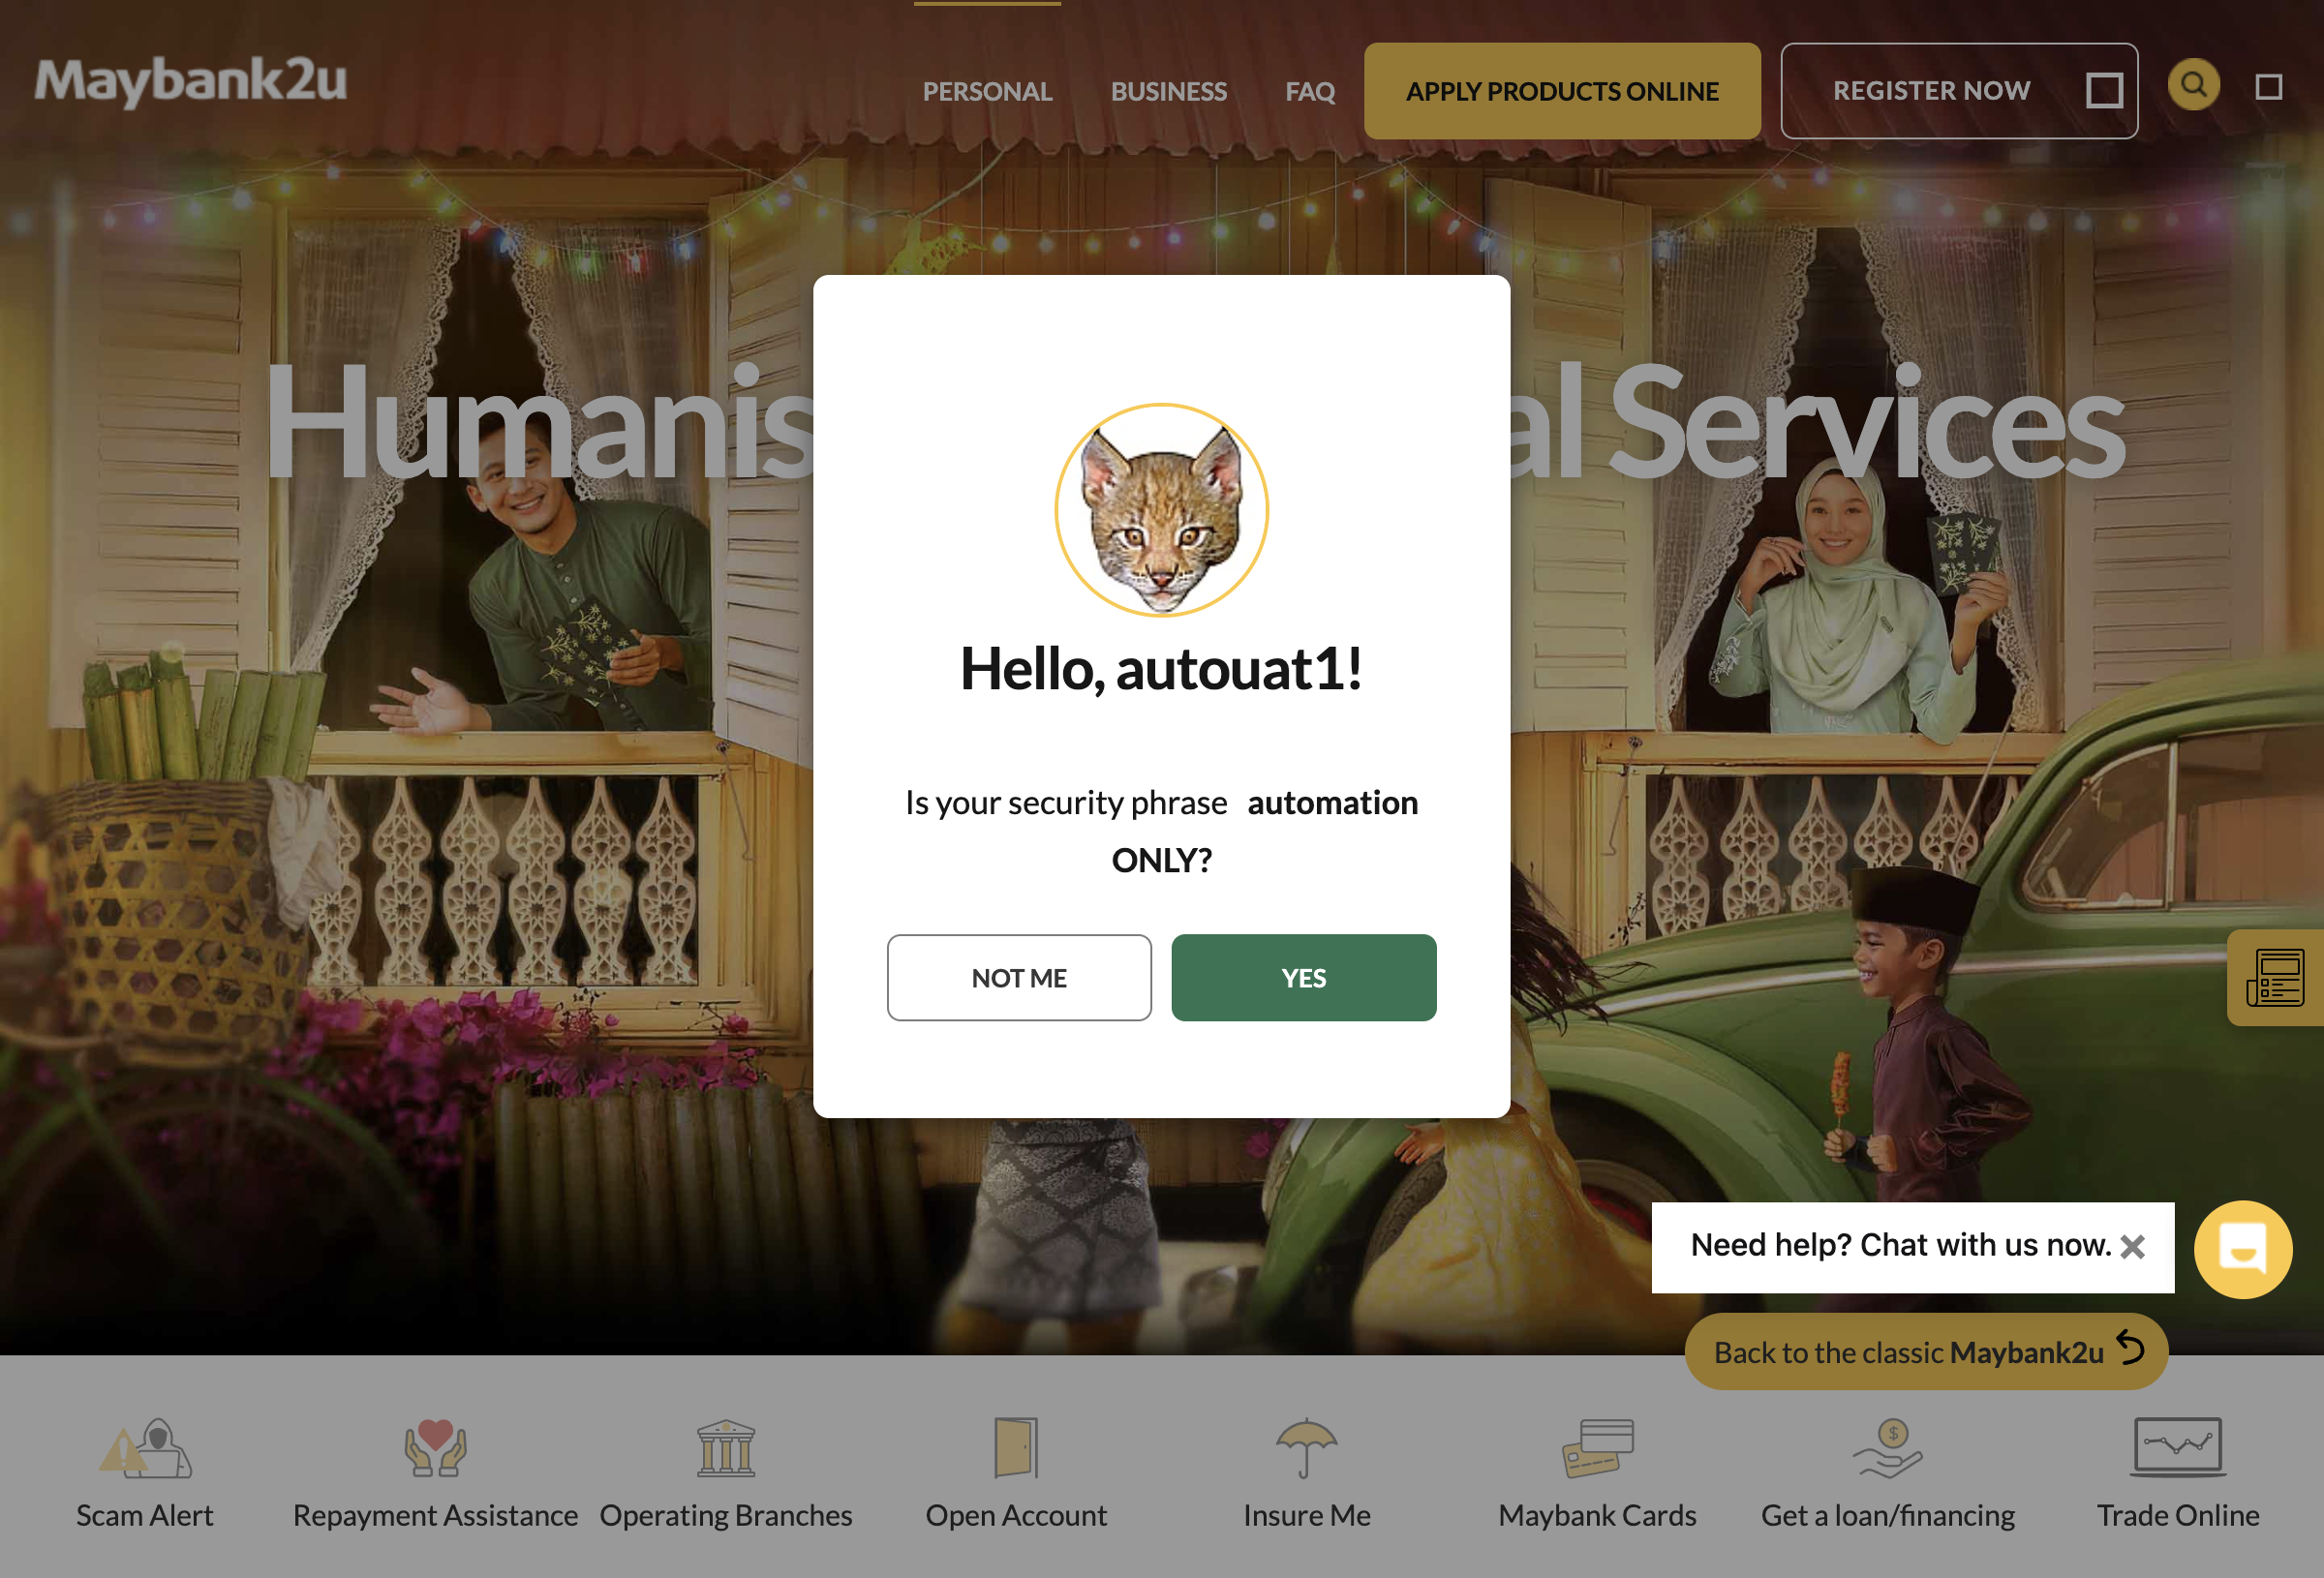 Maybank2u
PERSONAL
BUSINESS
FAQ
APPLY PRODUCTS ONLINE
REGISTER NOW
Humanis
al Services
Hello, autouat1!
Is your security phrase automation
ONLY?
NOT ME
YES
Need help? Chat with us now.
Back to the classic Maybank2u
Scam Alert
Repayment Assistance
Operating Branches
Open Account
Insure Me
Maybank Cards
Get a loan/financing
Trade Online